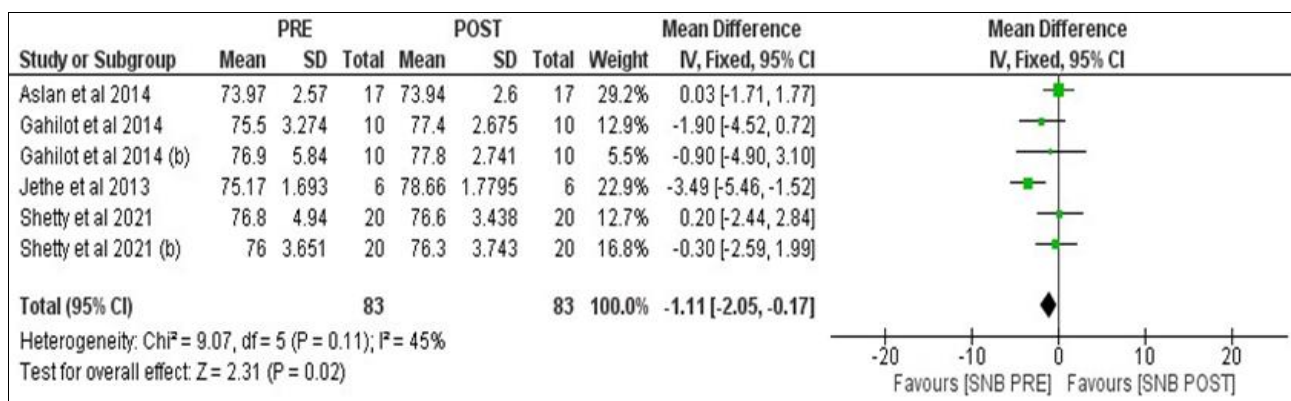 PRE POST Mean Difference Mean Difference
Study or Subgroup Mean SD Total Mean SD Total Weight IV, Fixed, 95% CI IV, Fixed, 95% CI
Aslan et al 2014 73.97 2.57 17 73.94 2.6 17 29.2% 0.03 [-1.71, 1.77]
Gahilot et al 2014 75.5 3.274 10 77.4 2.675 10 12.9% -1.90 [-4.52, 0.72]
Gahilot et al 2014 (b) 76.9 5.84 10 77.8 2.741 10 5.5% -0.90 [-4.90, 3.10]
Jethe et al 2013 75.17 1.693 6 78.66 1.7795 6 22.9% -3.49 [-5.46, -1.52]
Shetty et al 2021 76.8 4.94 20 76.6 3.438 20 12.7% 0.20 [-2.44, 2.84]
Shetty et al 2021 (b) 76 3.651 20 76.3 3.743 20 16.8% -0.30 [-2.59, 1.99]
Total (95% CI) 83 83 100.0% -1.11 [-2.05, -0.17]
Heterogeneity: Chi² = 9.07, df = 5 (P = 0.11); I² = 45%
Test for overall effect: Z = 2.31 (P = 0.02)
-20 -10 0 10 20
Favours [SNB PRE] Favours [SNB POST]